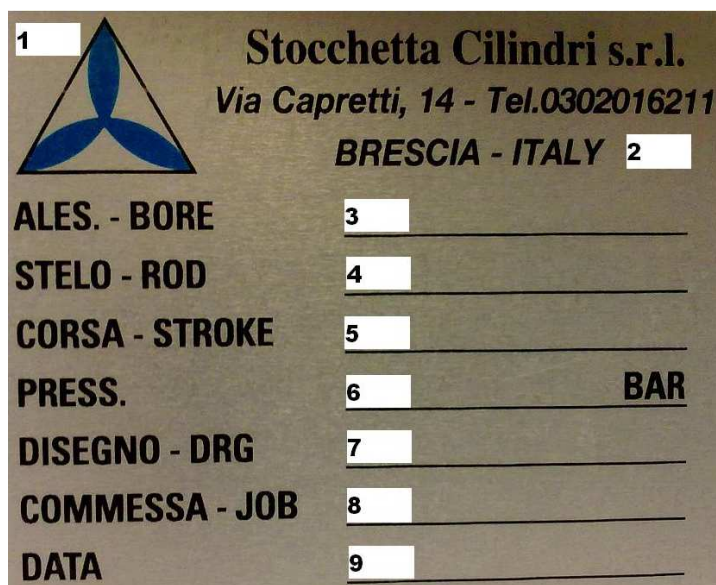 1 Stocchetta Cilindri s.r.l.
Via Capretti, 14 - Tel.0302016211
BRESCIA - ITALY 2
ALES. - BORE 3
STELO - ROD 4
CORSA - STROKE 5
PRESS. 6 BAR
DISEGNO - DRG 7
COMMESSA - JOB 8
DATA 9